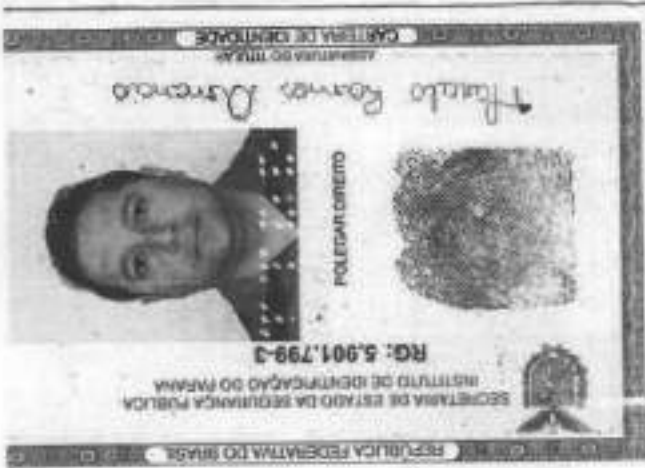 REPÚBLICA FEDERATIVA DO BRASIL
SECRETARIA DE ESTADO DA SEGURANÇA PÚBLICA
INSTITUTO DE IDENTIFICAÇÃO DO PARANÁ
RG: 5.901.799-3
POLEGAR DIREITO
Ramos
ASSINATURA DO TITULAR
CARTEIRA DE IDENTIDADE